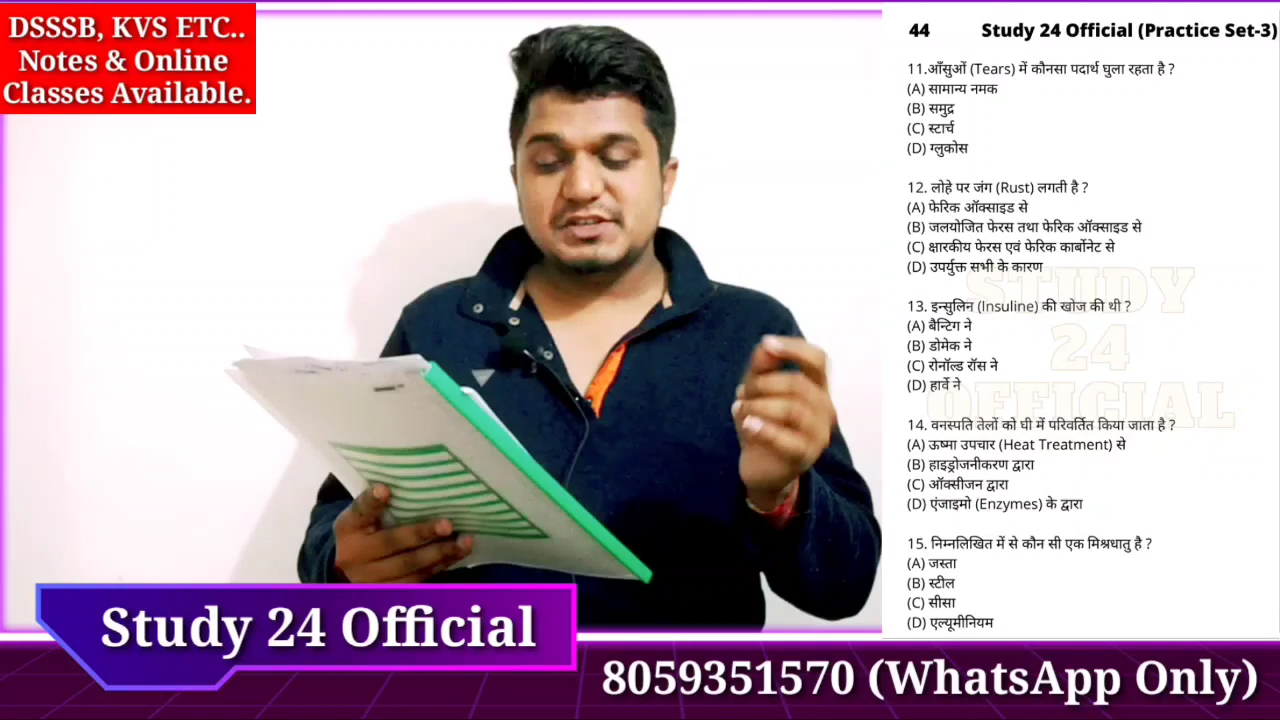 DSSSB, KVS ETC..
Notes & Online
Classes Available.
44 Study 24 Official (Practice Set-3)
11.आँसुओं (Tears) में कौनसा पदार्थ घुला रहता है ?
(A) सामान्य नमक
(B) समुद्र
(C) स्टार्च
(D) ग्लुकोस
12. लोहे पर जंग (Rust) लगती है ?
(A) फेरिक ऑक्साइड से
(B) जलयोजित फेरस तथा फेरिक ऑक्साइड से
(C) क्षारकीय फेरस एवं फेरिक कार्बोनेट से
(D) उपर्युक्त सभी के कारण
13. इन्सुलिन (Insuline) की खोज की थी ?
(A) बैन्टिग ने
(B) डोमेक ने
(C) रोनॉल्ड रॉस ने
(D) हार्वे ने
14. वनस्पति तेलों को घी में परिवर्तित किया जाता है ?
(A) ऊष्मा उपचार (Heat Treatment) से
(B) हाइड्रोजनीकरण द्वारा
(C) ऑक्सीजन द्वारा
(D) एंजाइमो (Enzymes) के द्वारा
15. निम्नलिखित में से कौन सी एक मिश्रधातु है ?
(A) जस्ता
(B) स्टील
(C) सीसा
(D) एल्यूमीनियम
STUDY
24
OFFICIAL
Study 24 Official
8059351570 (WhatsApp Only)